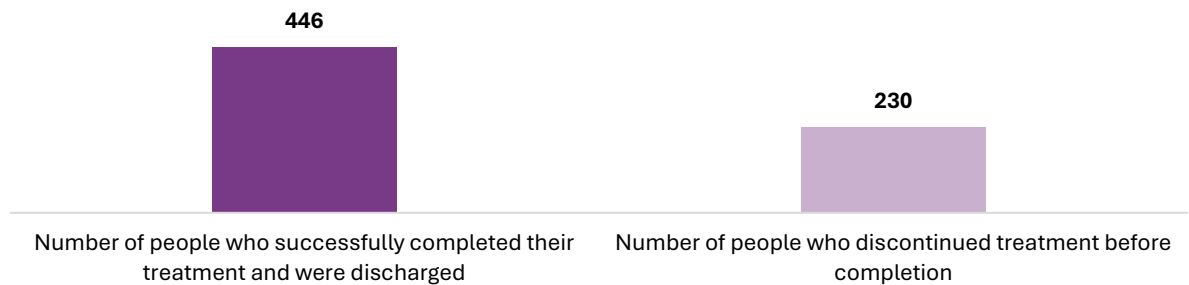 446
230
Number of people who successfully completed their
treatment and were discharged
Number of people who discontinued treatment before
completion